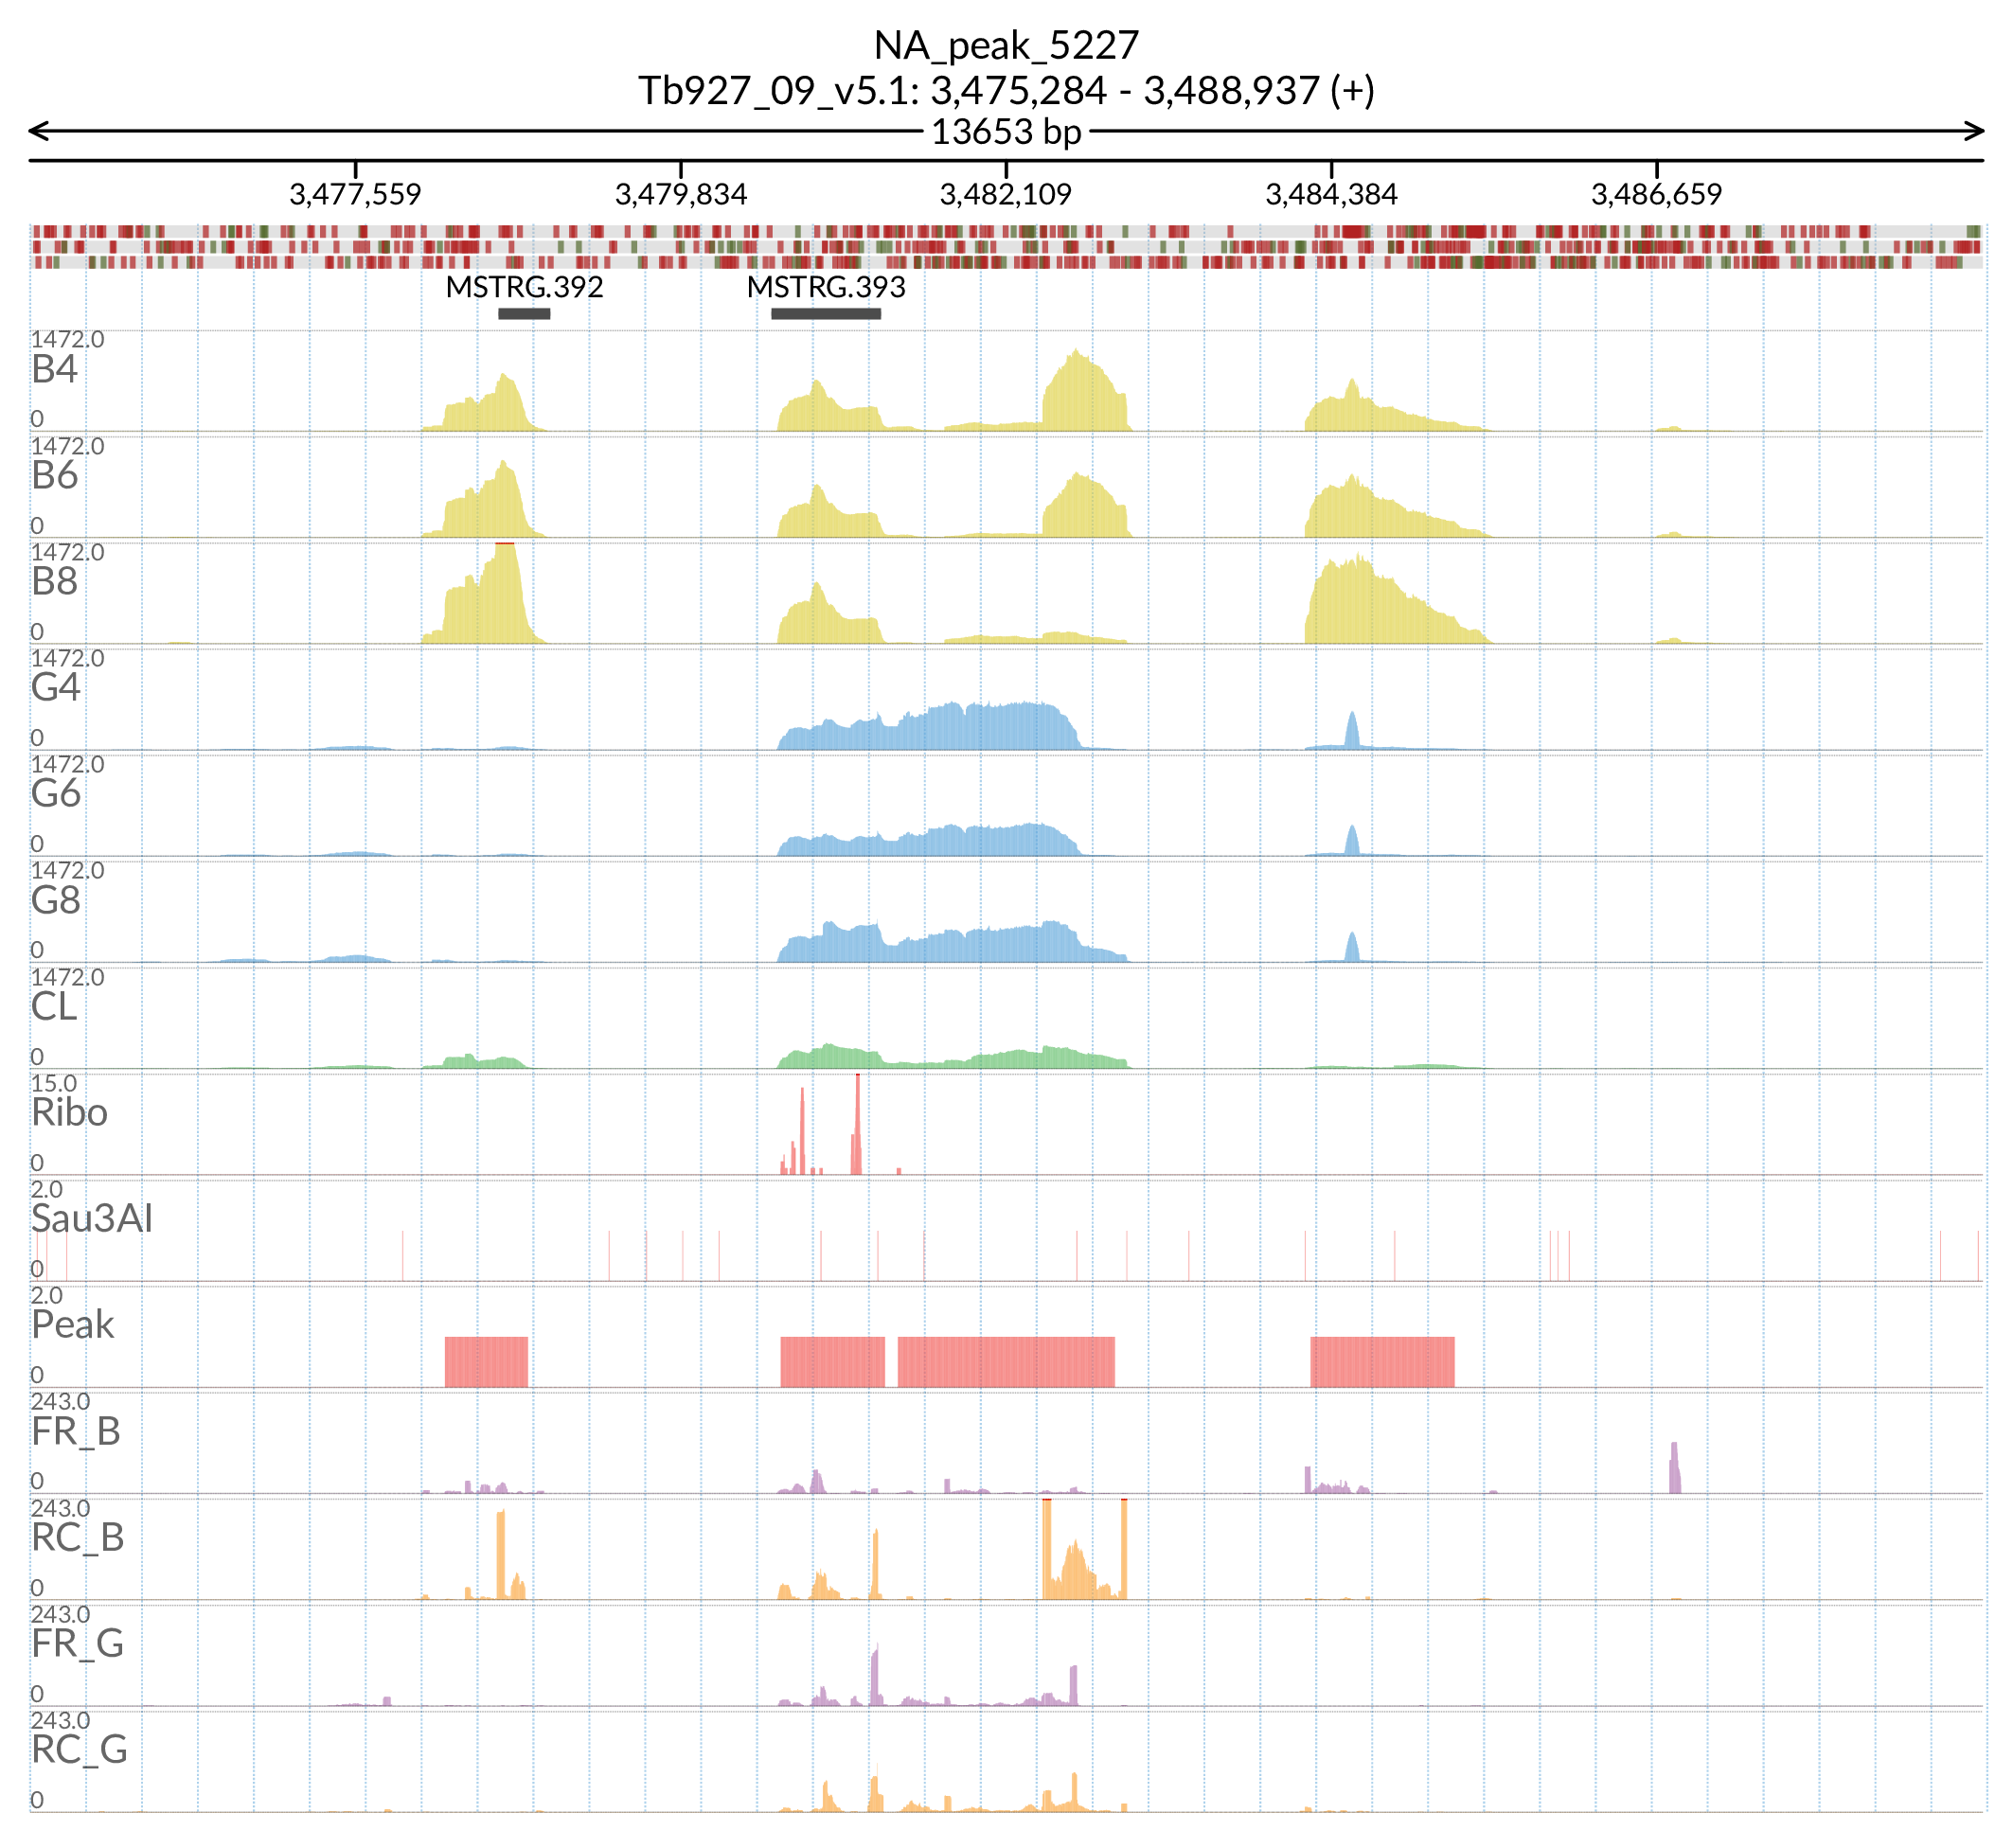 NA_peak_5227
Tb927_09_v5.1: 3,475,284 - 3,488,937 (+)
13653 bp
3,477,559 3,479,834 3,482,109 3,484,384 3,486,659
MSTRG.392 MSTRG.393
1472.0
B4
0
1472.0
B6
0
1472.0
B8
0
1472.0
G4
0
1472.0
G6
0
1472.0
G8
0
1472.0
CL
0
15.0
Ribo
0
2.0
Sau3AI
0
2.0
Peak
0
243.0
FR_B
0
243.0
RC_B
0
243.0
FR_G
0
243.0
RC_G
0